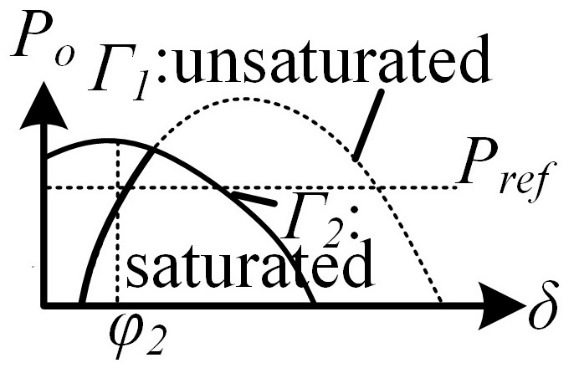 P_o
Γ_1:unsaturated
P_ref
Γ_2:
saturated
φ_2
δ